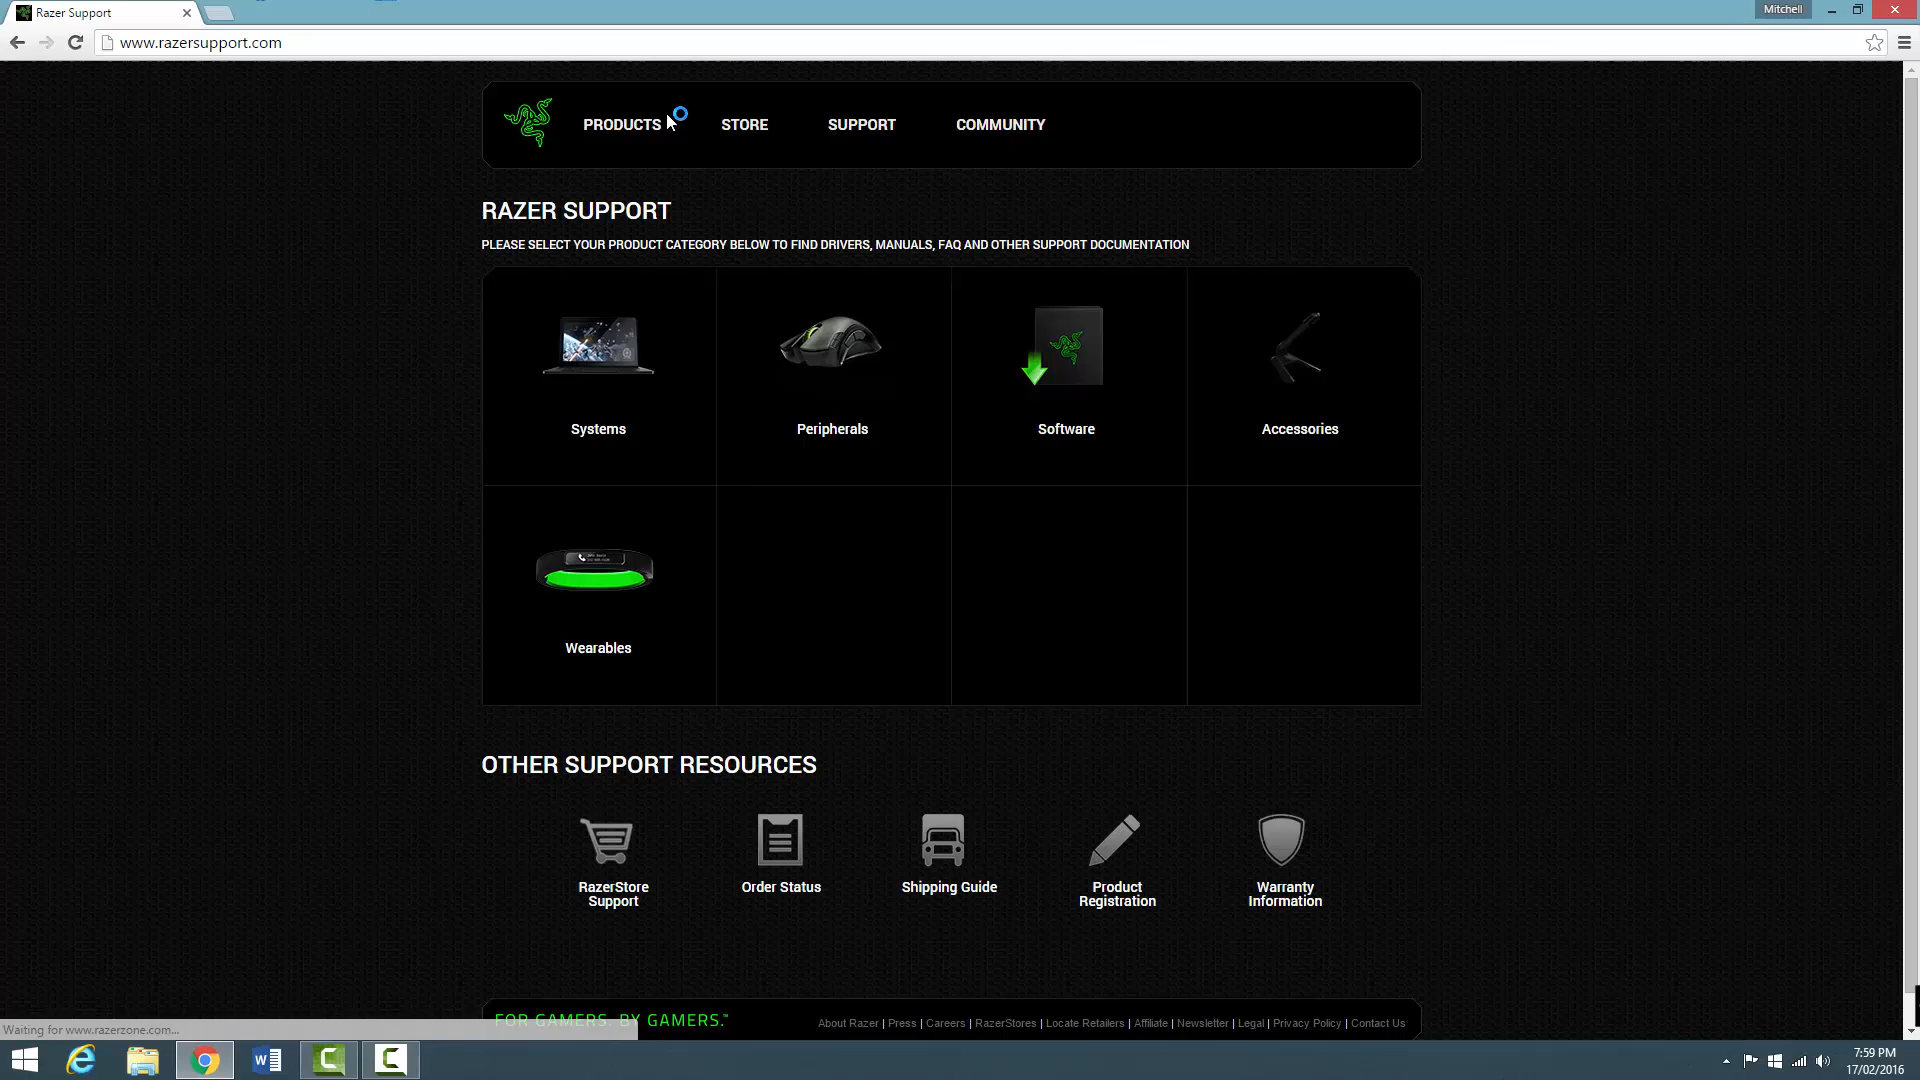 Razer Support
Mitchell
www.razersupport.com
PRODUCTS
STORE
SUPPORT
COMMUNITY
RAZER SUPPORT
PLEASE SELECT YOUR PRODUCT CATEGORY BELOW TO FIND DRIVERS, MANUALS, FAQ AND OTHER SUPPORT DOCUMENTATION
Systems
Peripherals
Software
Accessories
Wearables
OTHER SUPPORT RESOURCES
RazerStore
Support
Order Status
Shipping Guide
Product
Registration
Warranty
Information
FOR GAMERS. BY GAMERS.™
About Razer | Press | Careers | RazerStores | Locate Retailers | Affiliate | Newsletter | Legal | Privacy Policy | Contact Us
Waiting for www.razerzone.com...
7:59 PM
17/02/2016